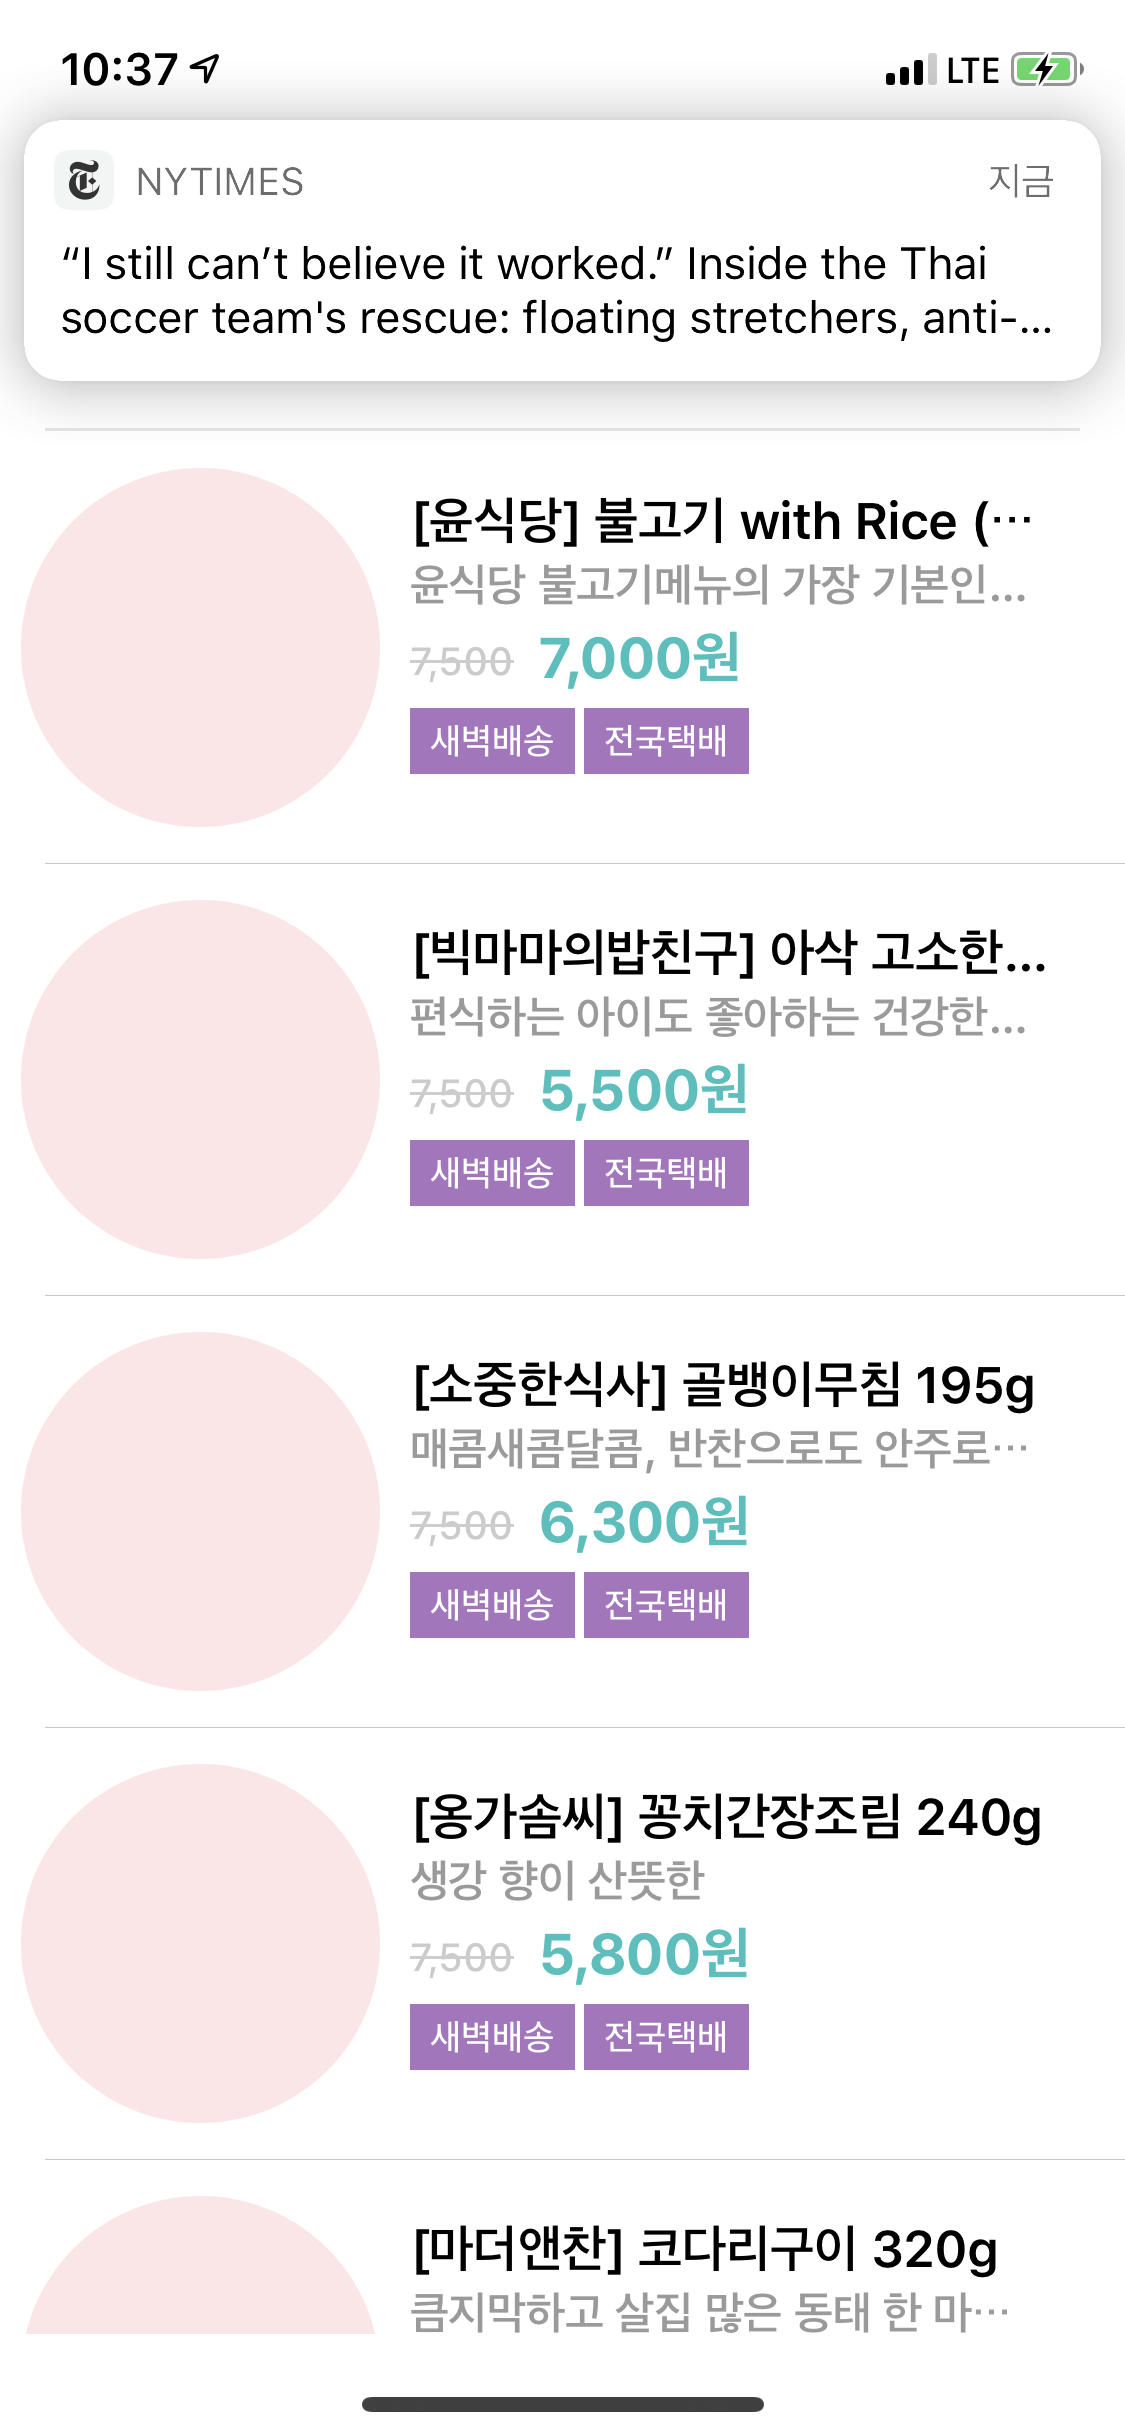 10:37 LTE
NYTIMES 지금
“I still can’t believe it worked.” Inside the Thai
soccer team's rescue: floating stretchers, anti-...
[윤식당] 불고기 with Rice (…
윤식당 불고기메뉴의 가장 기본인...
7,500 7,000원
새벽배송 전국택배
[빅마마의밥친구] 아삭 고소한...
편식하는 아이도 좋아하는 건강한...
7,500 5,500원
새벽배송 전국택배
[소중한식사] 골뱅이무침 195g
매콤새콤달콤, 반찬으로도 안주로…
7,500 6,300원
새벽배송 전국택배
[옹가솜씨] 꽁치간장조림 240g
생강 향이 산뜻한
7,500 5,800원
새벽배송 전국택배
[마더앤찬] 코다리구이 320g
큼지막하고 살집 많은 동태 한 마…